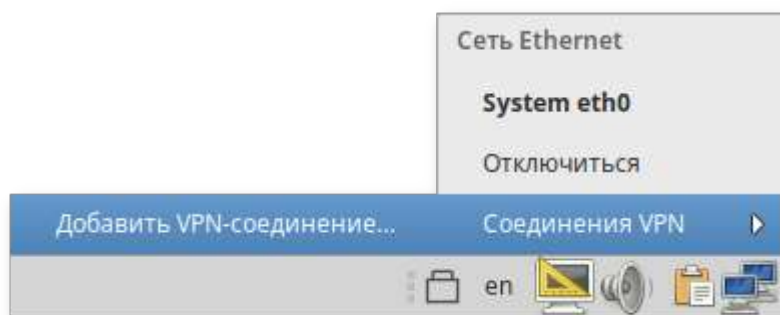 Сеть Ethernet
System eth0
Отключиться
Добавить VPN-соединение... Соединения VPN
en